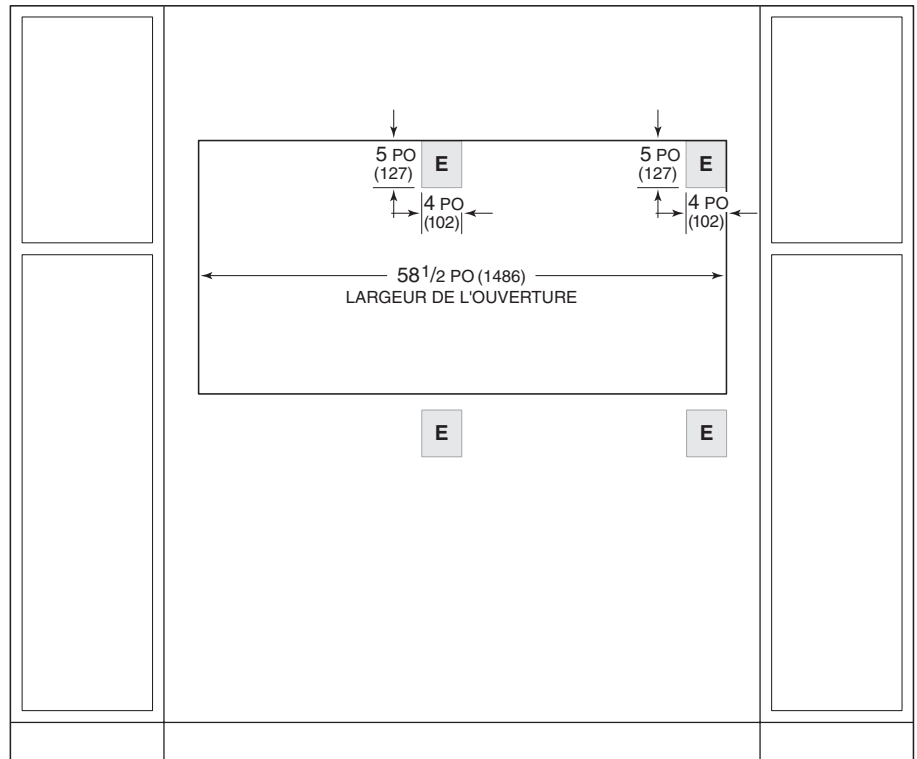 5 PO
(127)
E
5 PO
(127)
E
4 PO
(102)
4 PO
(102)
58 1/2 PO (1486)
LARGEUR DE L'OUVERTURE
E
E